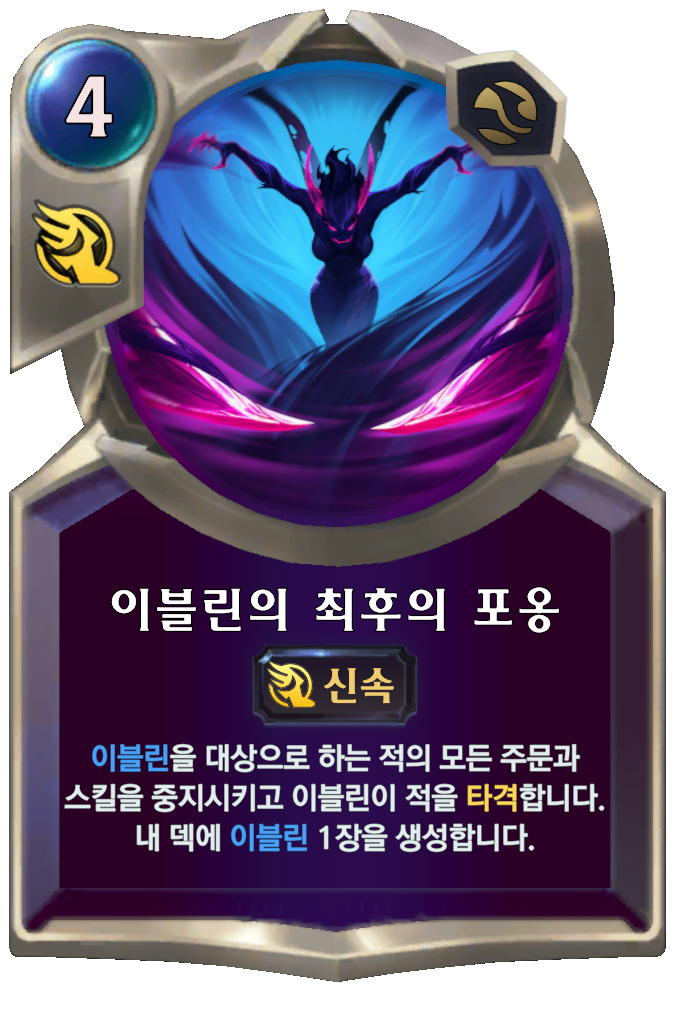 4
이블린의 최후의 포옹
신속
이블린을 대상으로 하는 적의 모든 주문과
스킬을 중지시키고 이블린이 적을 타격합니다.
내 덱에 이블린 1장을 생성합니다.